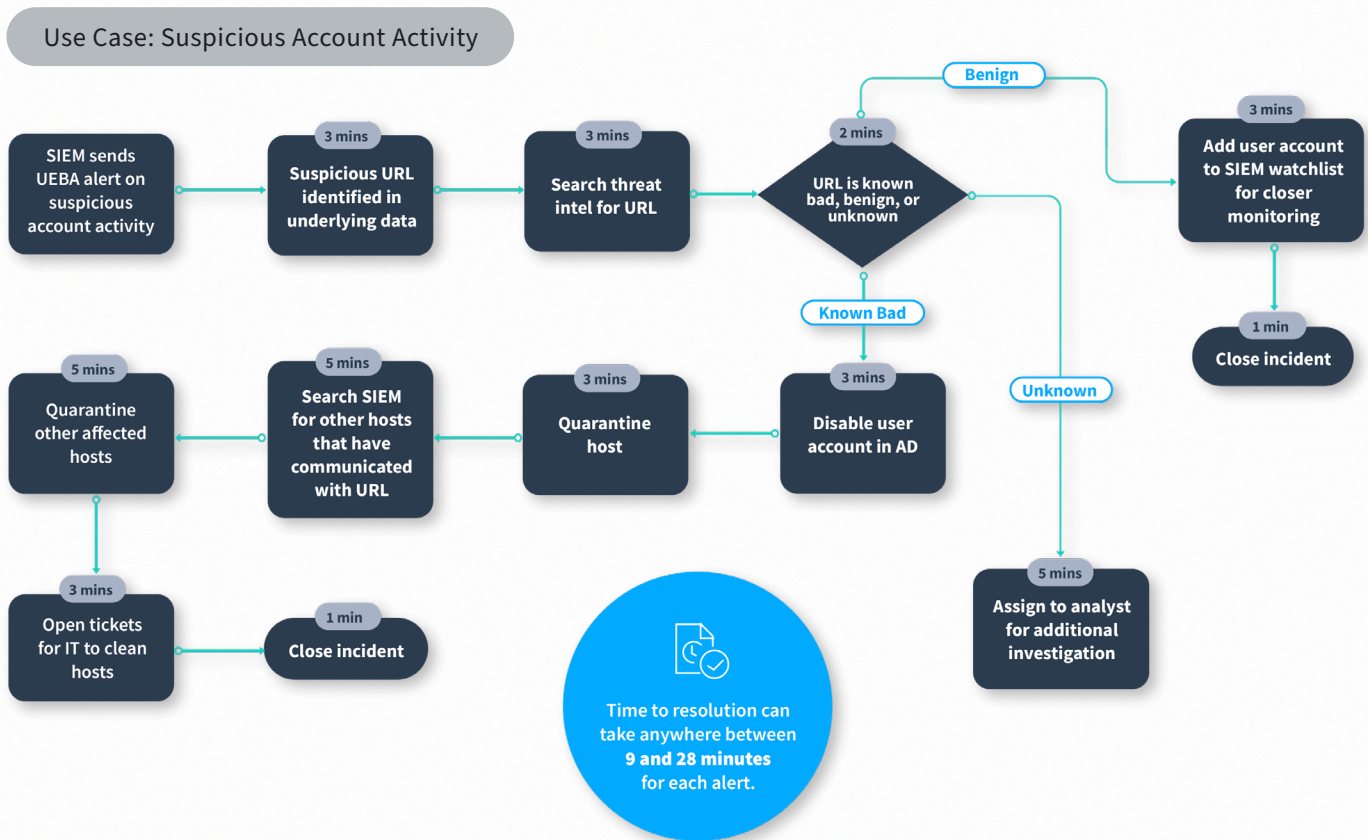 Use Case: Suspicious Account Activity
SIEM sends
UEBA alert on
suspicious
account activity
3 mins
Suspicious URL
identified in
underlying data
3 mins
Search threat
intel for URL
2 mins
URL is known
bad, benign, or
unknown
Benign
3 mins
Add user account
to SIEM watchlist
for closer
monitoring
1 min
Close incident
Known Bad
3 mins
Disable user
account in AD
3 mins
Quarantine
host
5 mins
Search SIEM
for other hosts
that have
communicated
with URL
5 mins
Quarantine
other affected
hosts
3 mins
Open tickets
for IT to clean
hosts
1 min
Close incident
Unknown
5 mins
Assign to analyst
for additional
investigation
Time to resolution can
take anywhere between
9 and 28 minutes
for each alert.